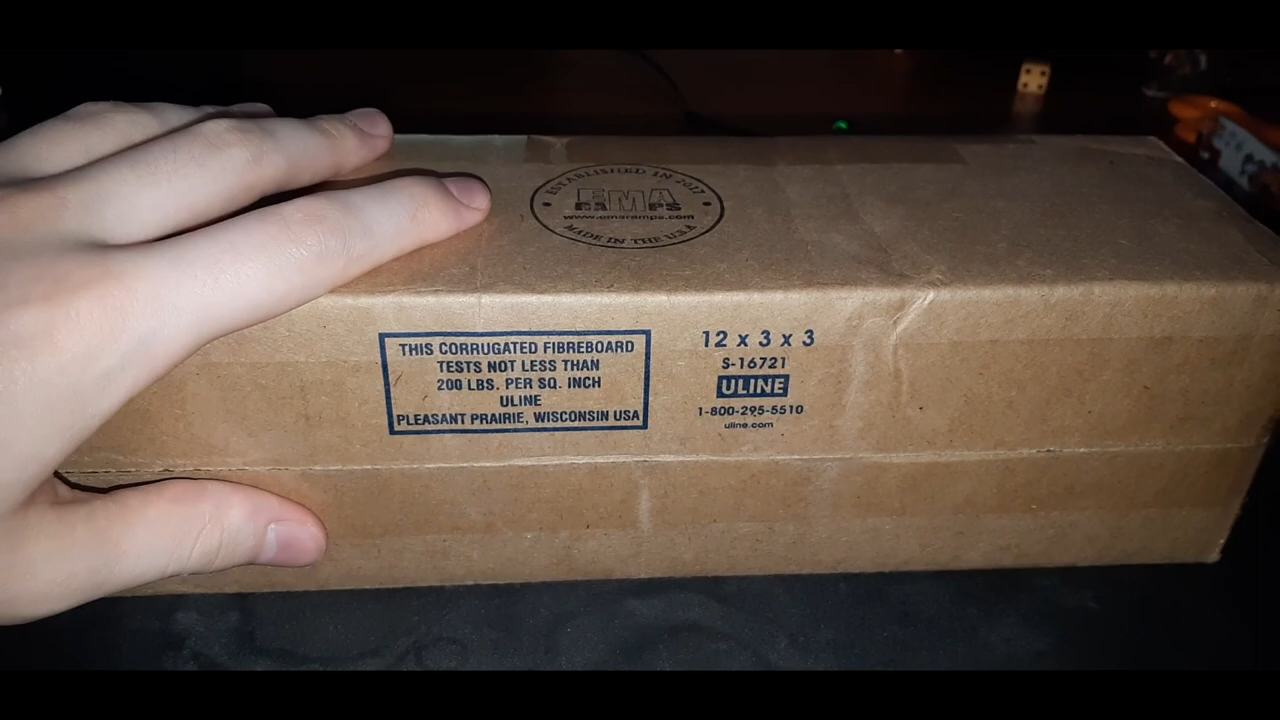 ESTABLISHED IN 2017
EMA
RAMPS
www.emaramps.com
MADE IN THE U.S.A
THIS CORRUGATED FIBREBOARD
TESTS NOT LESS THAN
200 LBS. PER SQ. INCH
ULINE
PLEASANT PRAIRIE, WISCONSIN USA
12 x 3 x 3
S-16721
ULINE
1-800-295-5510
uline.com